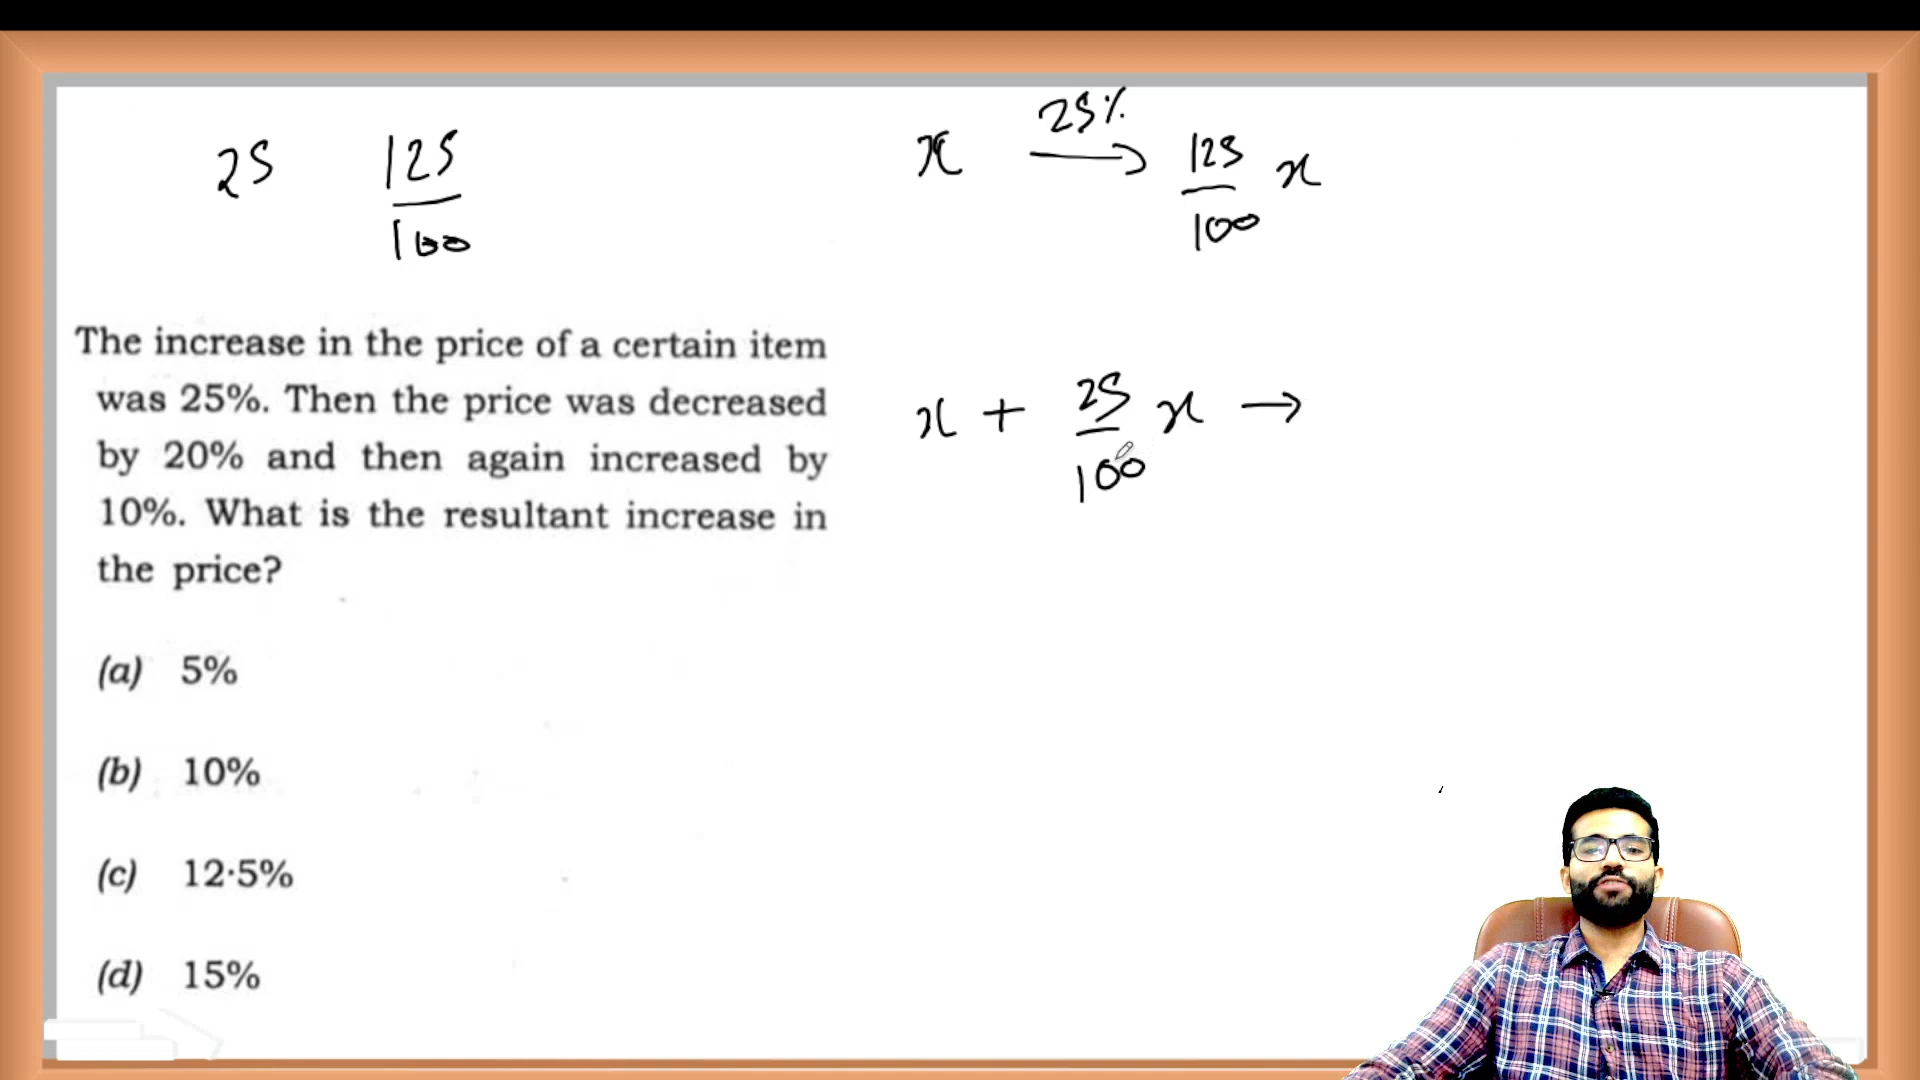 25 125/100
x 25% → 125/100 x
The increase in the price of a certain item
was 25%. Then the price was decreased
by 20% and then again increased by
10%. What is the resultant increase in
the price?
x + 25/100 x →
(a) 5%
(b) 10%
(c) 12·5%
(d) 15%